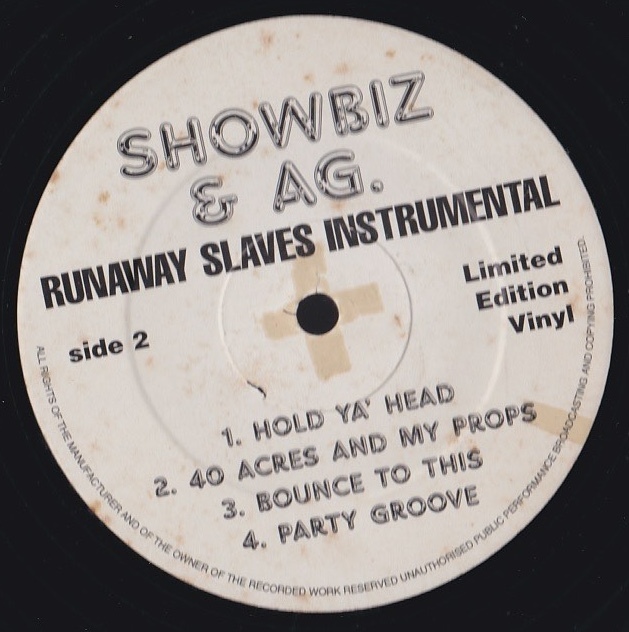 SHOWBIZ
& AG.
RUNAWAY SLAVES INSTRUMENTAL
Limited
Edition
Vinyl
side 2
1. HOLD YA' HEAD
2. 40 ACRES AND MY PROPS
3. BOUNCE TO THIS
4. PARTY GROOVE
ALL RIGHTS OF THE MANUFACTURER AND OF THE OWNER OF THE RECORDED WORK RESERVED UNAUTHORISED PUBLIC PERFORMANCE BROADCASTING AND COPYING PROHIBITED.